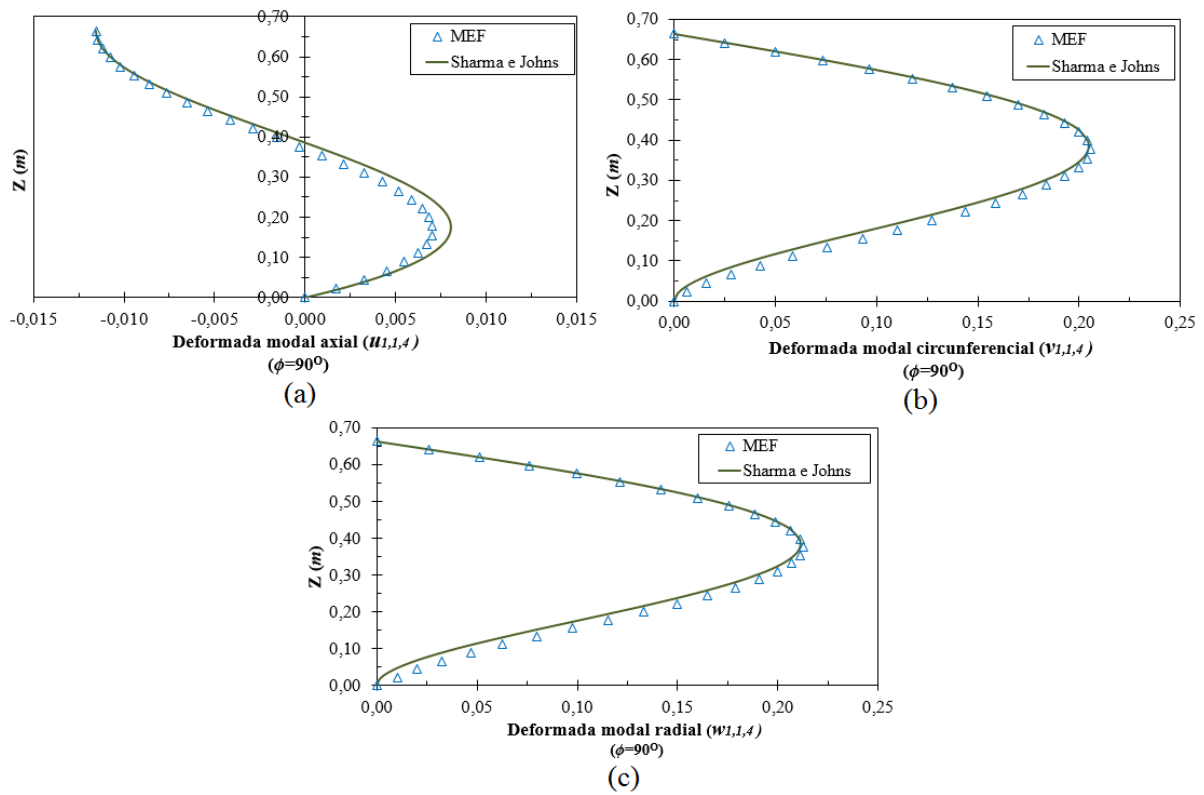 0,70
0,60
0,50
0,40
0,30
0,20
0,10
0,00
Z (m)
MEF
Sharma e Johns
-0,015 -0,010 -0,005 0,000 0,005 0,010 0,015
Deformada modal axial (u1,1,4 )
(ϕ=90O)
(a)
0,70
0,60
0,50
0,40
0,30
0,20
0,10
0,00
Z (m)
MEF
Sharma e Johns
0,00 0,05 0,10 0,15 0,20 0,25
Deformada modal circunferencial (v1,1,4 )
(ϕ=90O)
(b)
0,70
0,60
0,50
0,40
0,30
0,20
0,10
0,00
Z (m)
MEF
Sharma e Johns
0,00 0,05 0,10 0,15 0,20 0,25
Deformada modal radial (w1,1,4 )
(ϕ=90O)
(c)